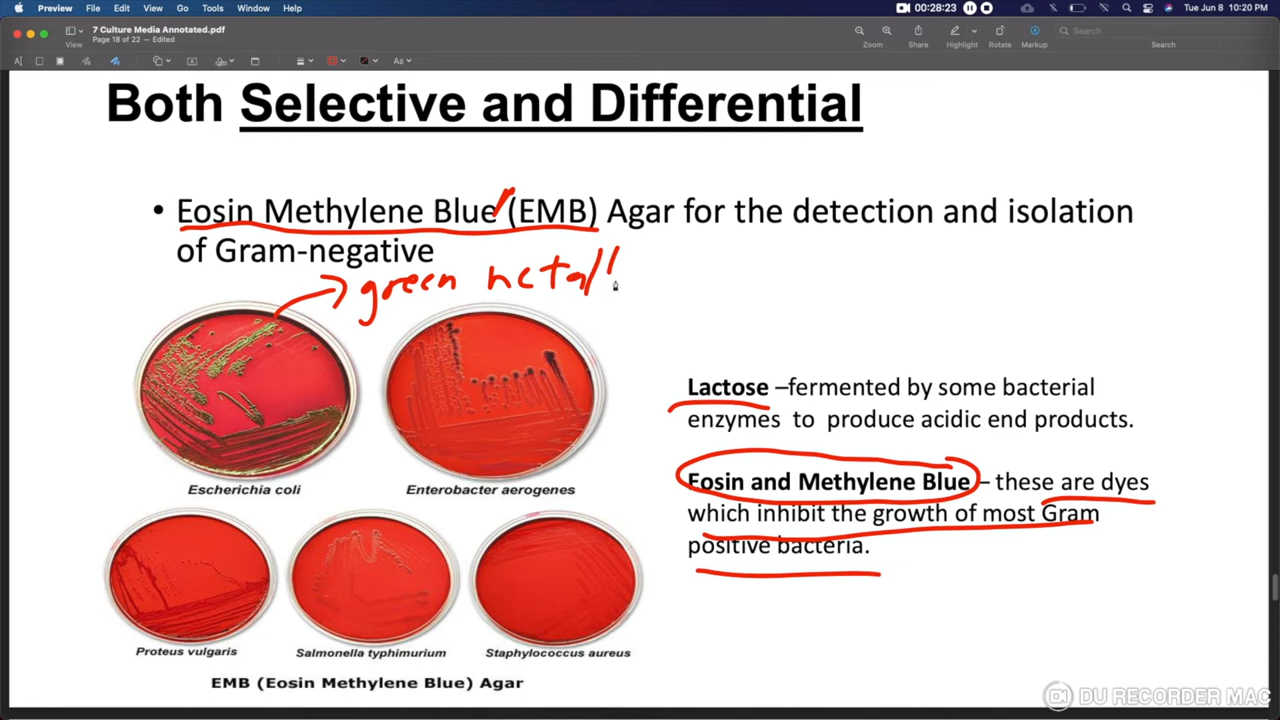 Preview File Edit View Go Tools Window Help 00:28:23 Tue Jun 8 10:20 PM
7 Culture Media Annotated.pdf
Page 18 of 22 — Edited
View Zoom Share Highlight Rotate Markup Search
Search
Aa
Both Selective and Differential
• Eosin Methylene Blue (EMB) Agar for the detection and isolation
of Gram-negative
green metall
Lactose –fermented by some bacterial
enzymes to produce acidic end products.
Escherichia coli Enterobacter aerogenes
Eosin and Methylene Blue – these are dyes
which inhibit the growth of most Gram
positive bacteria.
Proteus vulgaris Salmonella typhimurium Staphylococcus aureus
EMB (Eosin Methylene Blue) Agar
DU RECORDER MAC